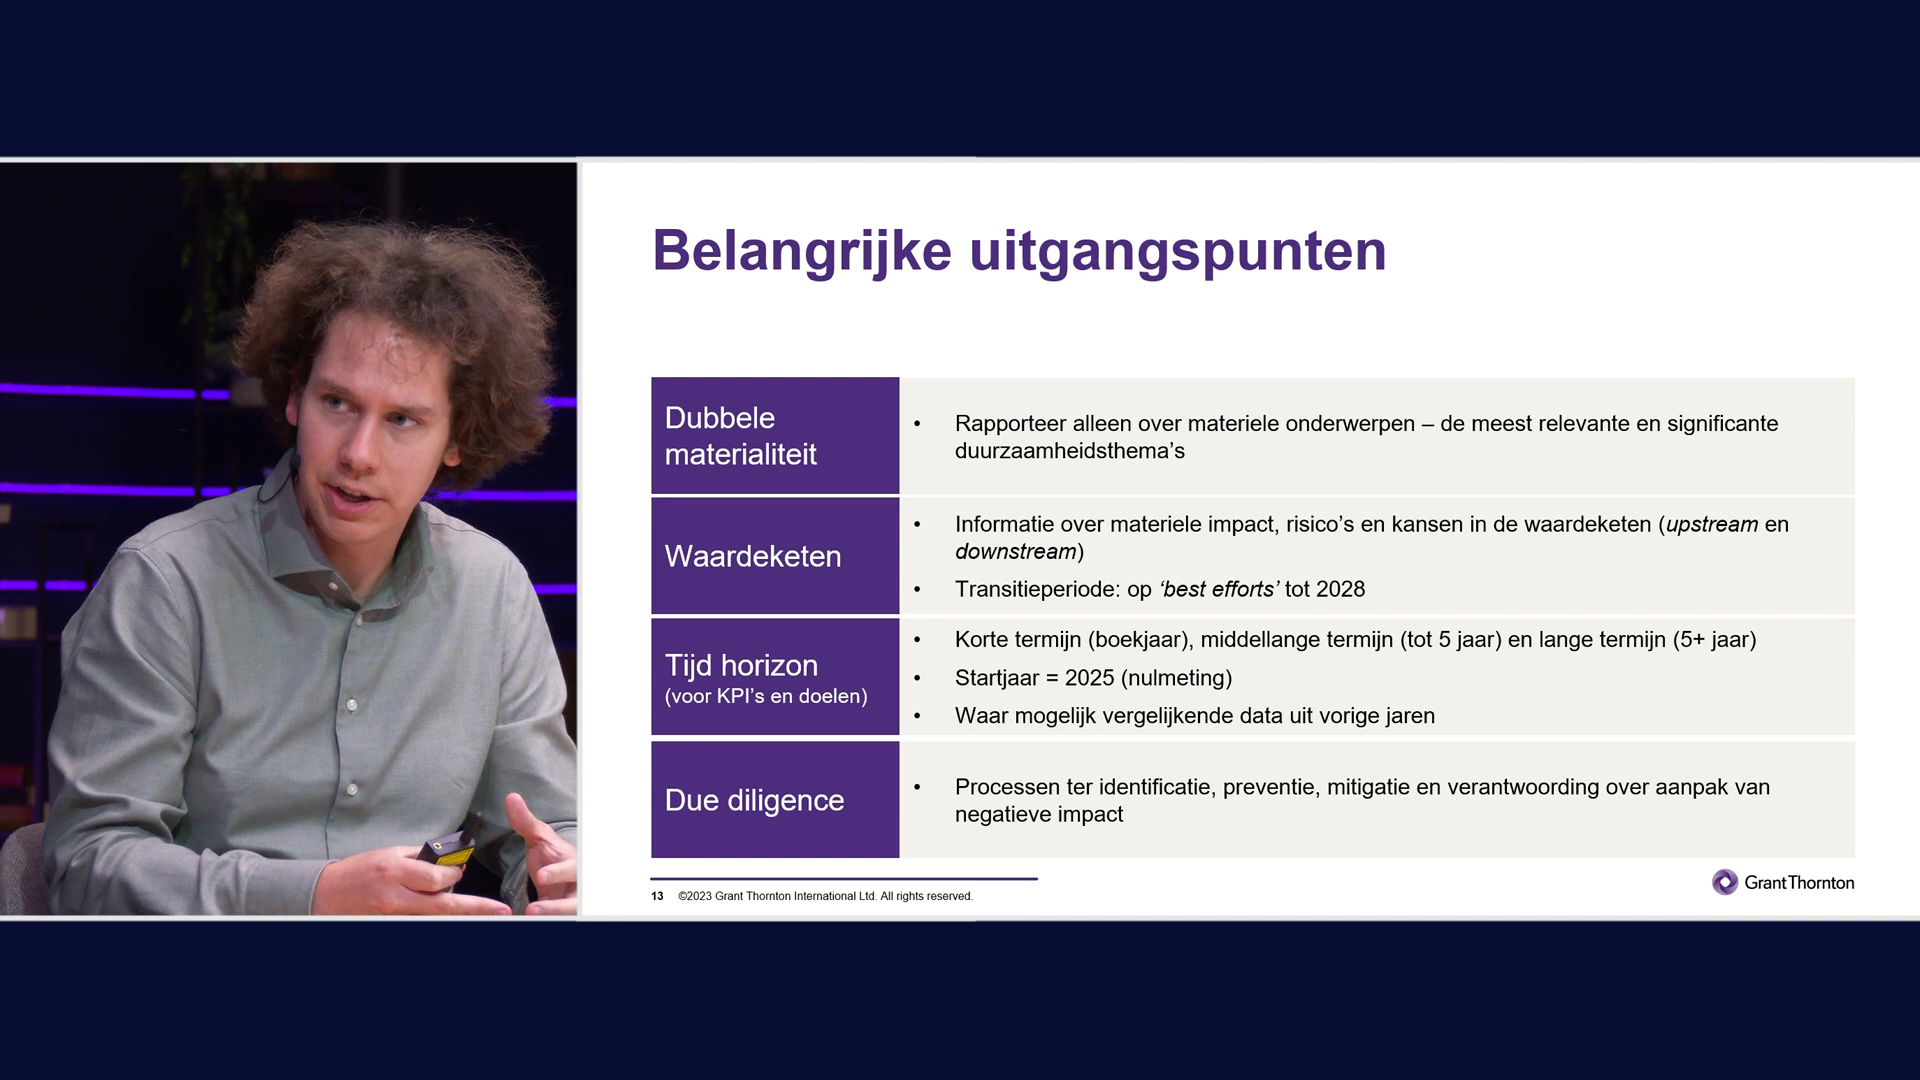 Belangrijke uitgangspunten
Dubbele
materialiteit
• Rapporteer alleen over materiele onderwerpen – de meest relevante en significante
duurzaamheidsthema’s
Waardeketen
• Informatie over materiele impact, risico’s en kansen in de waardeketen (upstream en
downstream)
• Transitieperiode: op ‘best efforts’ tot 2028
Tijd horizon
(voor KPI’s en doelen)
• Korte termijn (boekjaar), middellange termijn (tot 5 jaar) en lange termijn (5+ jaar)
• Startjaar = 2025 (nulmeting)
• Waar mogelijk vergelijkende data uit vorige jaren
Due diligence
• Processen ter identificatie, preventie, mitigatie en verantwoording over aanpak van
negatieve impact
13 ©2023 Grant Thornton International Ltd. All rights reserved.
GrantThornton